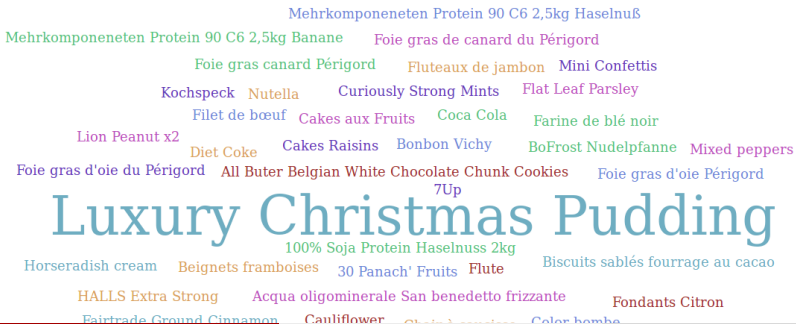 Mehrkomponeneten Protein 90 C6 2,5kg Haselnuß
Mehrkomponeneten Protein 90 C6 2,5kg Banane
Foie gras de canard du Périgord
Foie gras canard Périgord
Fluteaux de jambon
Mini Confettis
Kochspeck
Nutella
Curiously Strong Mints
Flat Leaf Parsley
Filet de bœuf
Cakes aux Fruits
Coca Cola
Farine de blé noir
Lion Peanut x2
Diet Coke
Cakes Raisins
Bonbon Vichy
BoFrost Nudelpfanne
Mixed peppers
Foie gras d'oie du Périgord
All Buter Belgian White Chocolate Chunk Cookies
Foie gras d'oie Périgord
7Up
Luxury Christmas Pudding
100% Soja Protein Haselnuss 2kg
Horseradish cream
Beignets framboises
30 Panach' Fruits
Flute
Biscuits sablés fourrage au cacao
HALLS Extra Strong
Acqua oligominerale San benedetto frizzante
Fondants Citron
Fairtrade Ground Cinnamon
Cauliflower
Color bombe